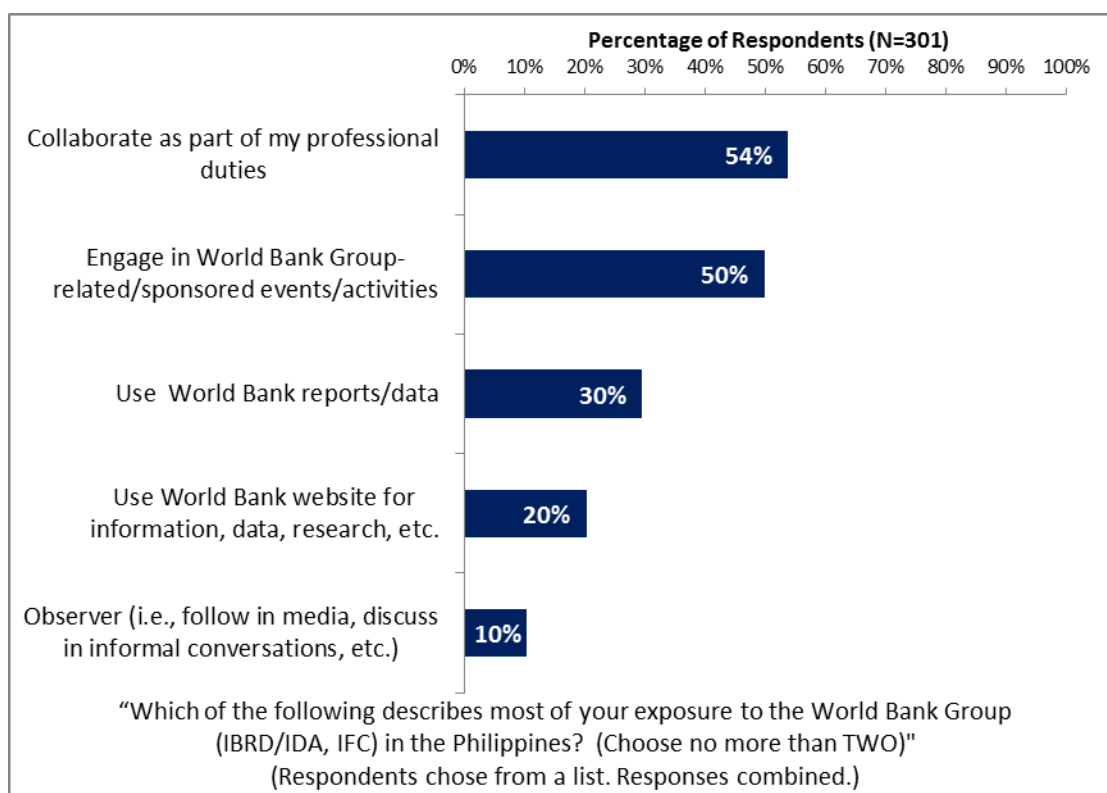 Percentage of Respondents (N=301)
0% 10% 20% 30% 40% 50% 60% 70% 80% 90% 100%
Collaborate as part of my professional
duties
54%
Engage in World Bank Group-
related/sponsored events/activities
50%
Use World Bank reports/data
30%
Use World Bank website for
information, data, research, etc.
20%
Observer (i.e., follow in media, discuss
in informal conversations, etc.)
10%
“Which of the following describes most of your exposure to the World Bank Group
(IBRD/IDA, IFC) in the Philippines? (Choose no more than TWO)"
(Respondents chose from a list. Responses combined.)